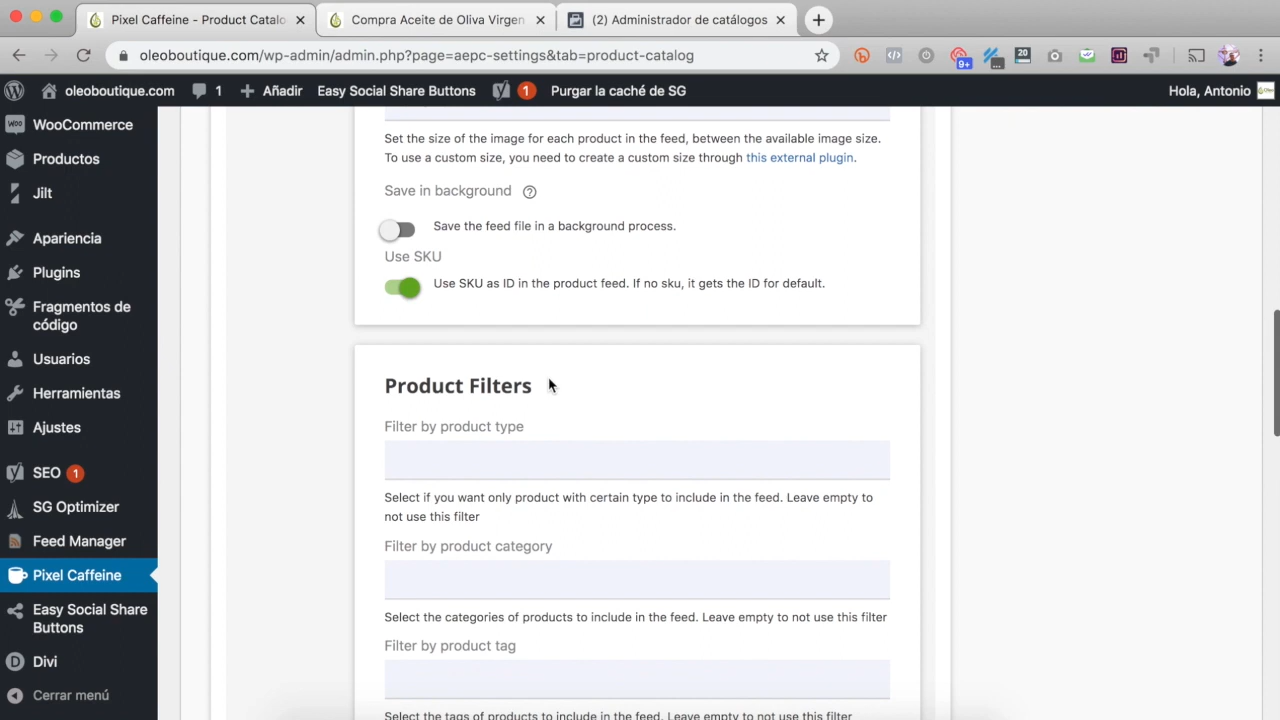 Pixel Caffeine - Product Catalo
Compra Aceite de Oliva Virgen
(2) Administrador de catálogos
oleoboutique.com/wp-admin/admin.php?page=aepc-settings&tab=product-catalog
9+
20
oleoboutique.com
1
Añadir
Easy Social Share Buttons
1
Purgar la caché de SG
Hola, Antonio
WooCommerce
Productos
Jilt
Apariencia
Plugins
Fragmentos de
código
Usuarios
Herramientas
Ajustes
SEO 1
SG Optimizer
Feed Manager
Pixel Caffeine
Easy Social Share
Buttons
Divi
Cerrar menú
Set the size of the image for each product in the feed, between the available image size.
To use a custom size, you need to create a custom size through this external plugin.
Save in background
Save the feed file in a background process.
Use SKU
Use SKU as ID in the product feed. If no sku, it gets the ID for default.
Product Filters
Filter by product type
Select if you want only product with certain type to include in the feed. Leave empty to
not use this filter
Filter by product category
Select the categories of products to include in the feed. Leave empty to not use this filter
Filter by product tag
Select the tags of products to include in the feed. Leave empty to not use this filter